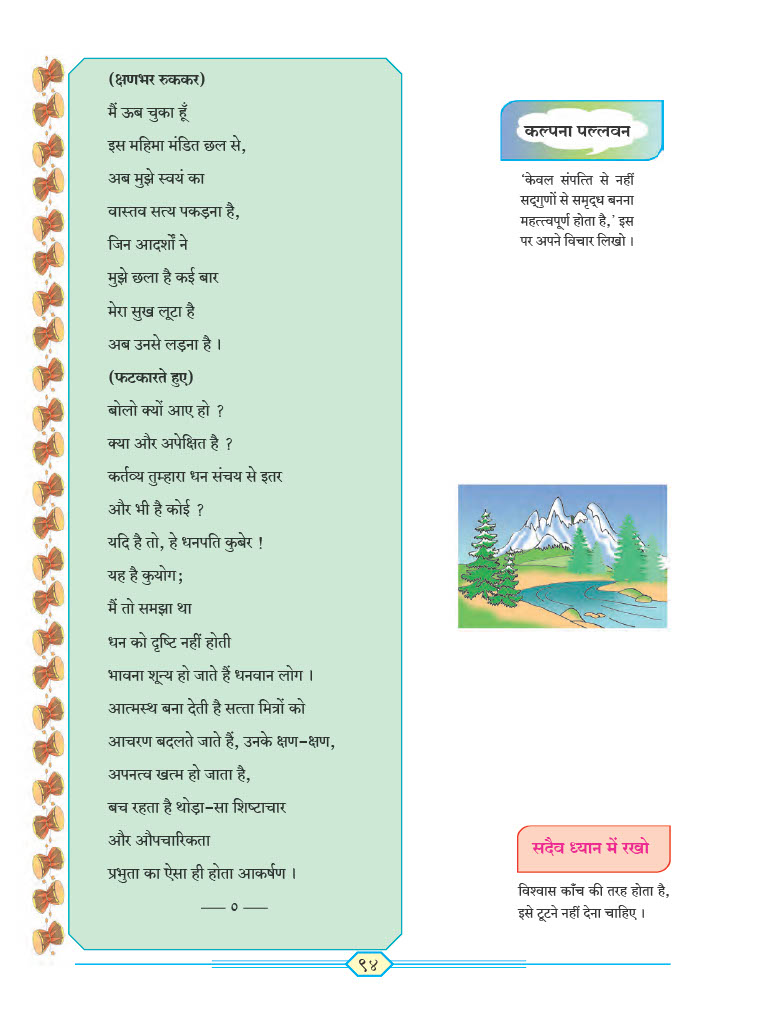 (क्षणभर रुककर)
मैं ऊब चुका हूँ
इस महिमा मंडित छल से,
अब मुझे स्वयं का
वास्तव सत्य पकड़ना है,
जिन आदर्शों ने
मुझे छला है कई बार
मेरा सुख लूटा है
अब उनसे लड़ना है ।
(फटकारते हुए)
बोलो क्यों आए हो ?
क्या और अपेक्षित है ?
कर्तव्य तुम्हारा धन संचय से इतर
और भी है कोई ?
यदि है तो, हे धनपति कुबेर !
यह है कुयोग;
मैं तो समझा था
धन को दृष्टि नहीं होती
भावना शून्य हो जाते हैं धनवान लोग ।
आत्मस्थ बना देती है सत्ता मित्रों को
आचरण बदलते जाते हैं, उनके क्षण-क्षण,
अपनत्व खत्म हो जाता है,
बच रहता है थोड़ा-सा शिष्टाचार
और औपचारिकता
प्रभुता का ऐसा ही होता आकर्षण ।
— ० —
कल्पना पल्लवन
‘केवल संपत्ति से नहीं
सद्गुणों से समृद्ध बनना
महत्त्वपूर्ण होता है,’ इस
पर अपने विचार लिखो ।
सदैव ध्यान में रखो
विश्वास काँच की तरह होता है,
इसे टूटने नहीं देना चाहिए ।
९४